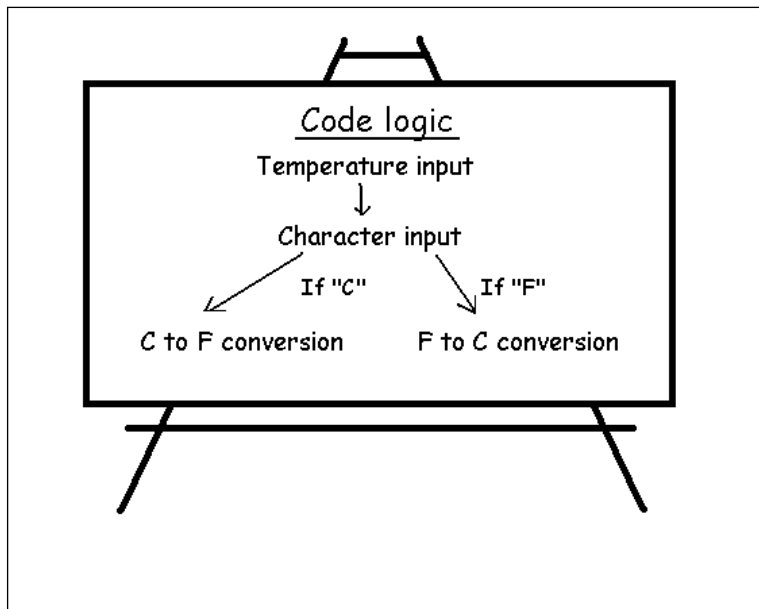 Code logic
Temperature input
Character input
If "C"
If "F"
C to F conversion
F to C conversion